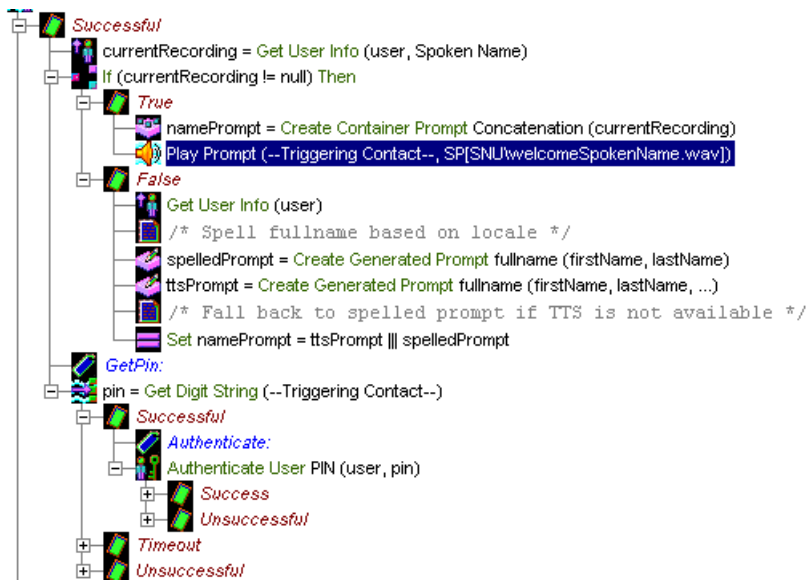 Successful
currentRecording = Get User Info (user, Spoken Name)
If (currentRecording != null) Then
True
namePrompt = Create Container Prompt Concatenation (currentRecording)
Play Prompt (--Triggering Contact--, SP[SNU\welcomeSpokenName.wav])
False
Get User Info (user)
/* Spell fullname based on locale */
spelledPrompt = Create Generated Prompt fullname (firstName, lastName)
ttsPrompt = Create Generated Prompt fullname (firstName, lastName, ...)
/* Fall back to spelled prompt if TTS is not available */
Set namePrompt = ttsPrompt ||| spelledPrompt
GetPin:
pin = Get Digit String (--Triggering Contact--)
Successful
Authenticate:
Authenticate User PIN (user, pin)
Success
Unsuccessful
Timeout
Unsuccessful